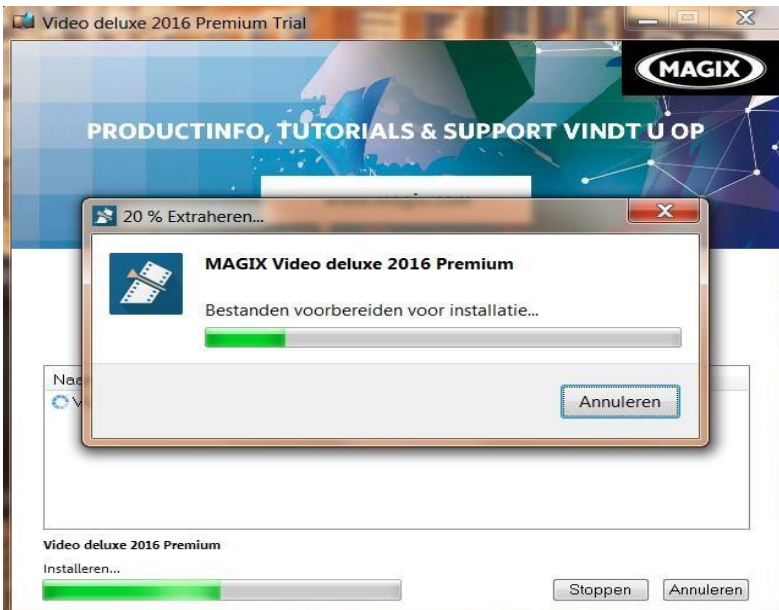 Video deluxe 2016 Premium Trial
MAGIX
PRODUCTINFO, TUTORIALS & SUPPORT VINDT U OP
20 % Extraheren...
MAGIX Video deluxe 2016 Premium
Bestanden voorbereiden voor installatie...
Annuleren
Video deluxe 2016 Premium
Installeren...
Stoppen
Annuleren